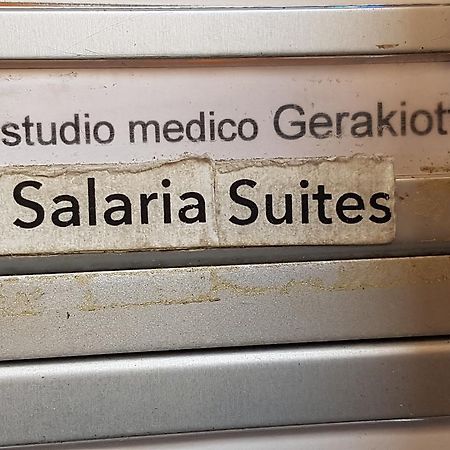 studio medico Gerakiot
Salaria Suites